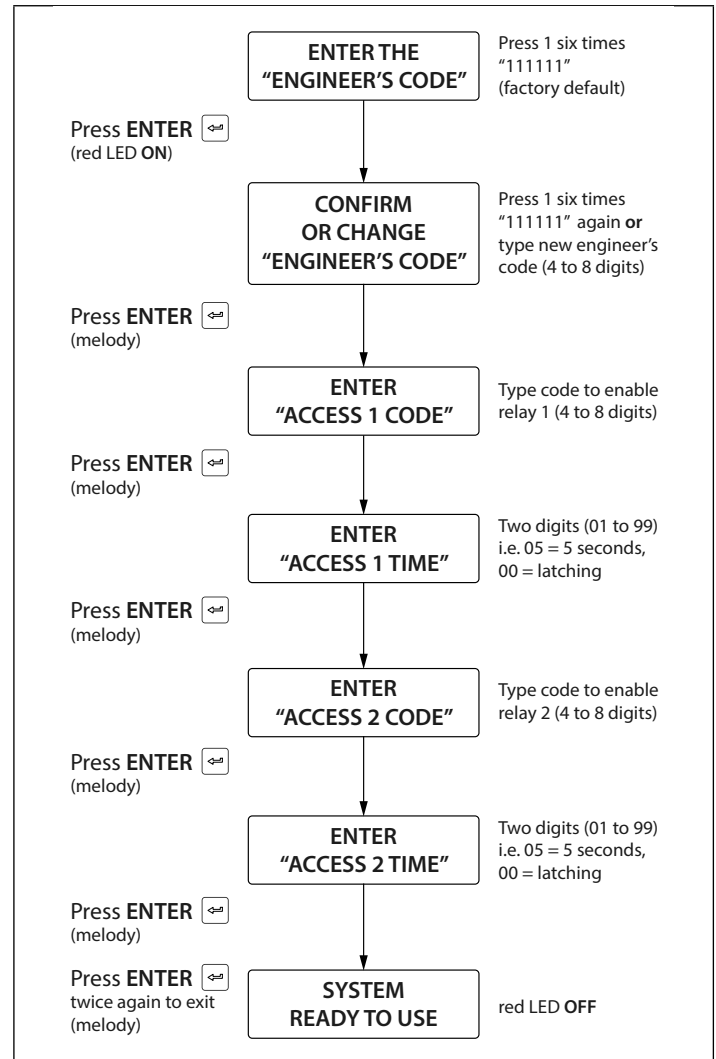 ENTER THE
“ENGINEER’S CODE”
Press 1 six times
“111111”
(factory default)
Press ENTER
(red LED ON)
CONFIRM
OR CHANGE
“ENGINEER’S CODE”
Press 1 six times
“111111” again or
type new engineer’s
code (4 to 8 digits)
Press ENTER
(melody)
ENTER
“ACCESS 1 CODE”
Type code to enable
relay 1 (4 to 8 digits)
Press ENTER
(melody)
ENTER
“ACCESS 1 TIME”
Two digits (01 to 99)
i.e. 05 = 5 seconds,
00 = latching
Press ENTER
(melody)
ENTER
“ACCESS 2 CODE”
Type code to enable
relay 2 (4 to 8 digits)
Press ENTER
(melody)
ENTER
“ACCESS 2 TIME”
Two digits (01 to 99)
i.e. 05 = 5 seconds,
00 = latching
Press ENTER
(melody)
Press ENTER
twice again to exit
(melody)
SYSTEM
READY TO USE
red LED OFF